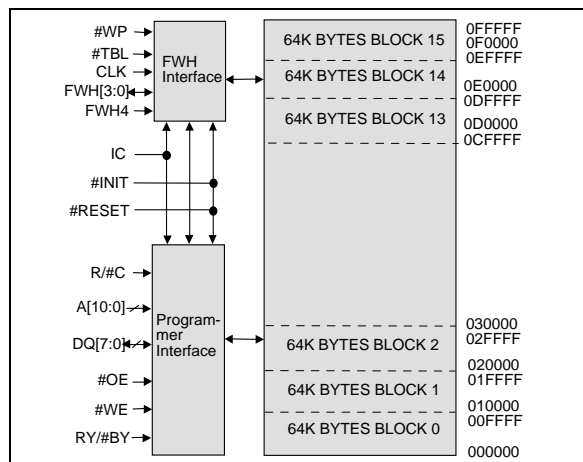 #WP
#TBL
CLK
FWH[3:0]
FWH4
IC
#INIT
#RESET
R/#C
A[10:0]
DQ[7:0]
#OE
#WE
RY/#BY
FWH
Interface
Program-
mer
Interface
64K BYTES BLOCK 15
64K BYTES BLOCK 14
64K BYTES BLOCK 13
64K BYTES BLOCK 2
64K BYTES BLOCK 1
64K BYTES BLOCK 0
0FFFFF
0F0000
0EFFFF
0E0000
0DFFFF
0D0000
0CFFFF
030000
02FFFF
020000
01FFFF
010000
00FFFF
000000